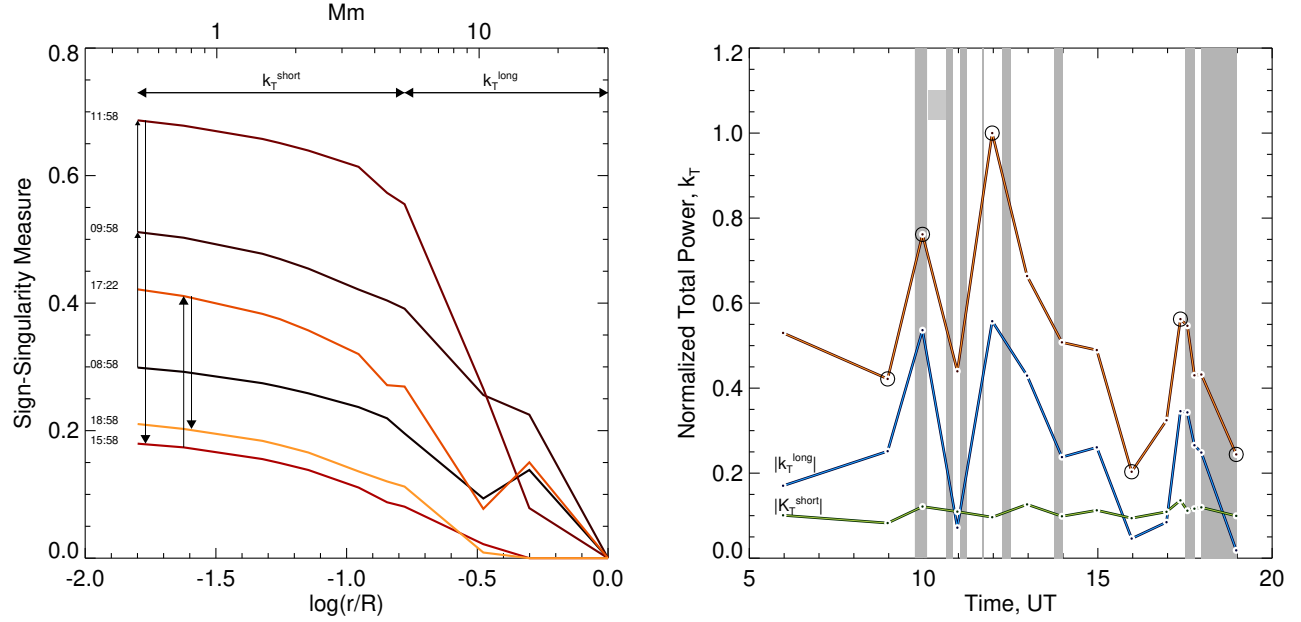 Mm
1 10
0.8
k_T^short k_T^long
11:58
0.6
09:58
17:22
0.4
08:58
0.2
18:58
15:58
0.0
-2.0 -1.5 -1.0 -0.5 0.0
log(r/R)
Sign-Singularity Measure
1.2
1.0
0.8
0.6
0.4
0.2
0.0
|k_T^long|
|K_T^short|
5 10 15 20
Time, UT
Normalized Total Power, k_T